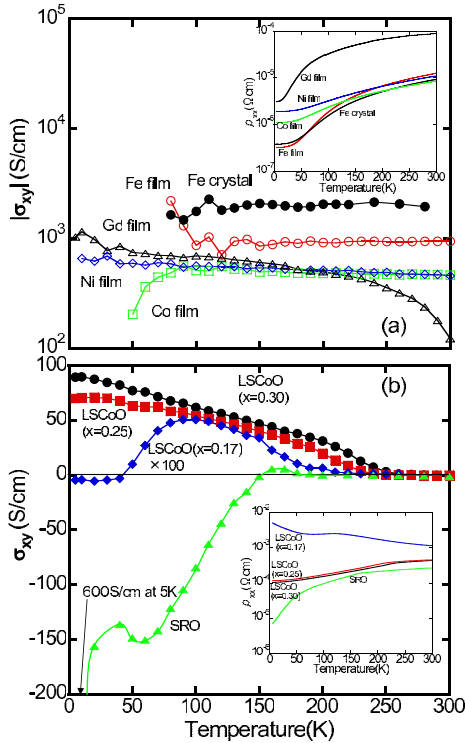 10^5
10^4
10^3
10^2
|σxy| (S/cm)
10^-4
10^-5
10^-6
10^-7
ρxx(Ωcm)
Gd film
Ni film
Co film
Fe film
Fe crystal
0 50 100 150 200 250 300
Temperature(K)
Fe film
Fe crystal
Gd film
Ni film
Co film
(a)
100
50
0
50
-100
-150
-200
σxy(S/cm)
(b)
LSCoO
(x=0.30)
LSCoO
(x=0.25)
LSCoO(x=0.17)
×100
600S/cm at 5K
SRO
ρxx(Ωcm)
LSCoO
(x=0.17)
LSCoO
(x=0.25)
LSCoO
(x=0.30)
SRO
0 50 100 150 200 250 300
Temperature(K)
0 50 100 150 200 250 300
Temperature(K)